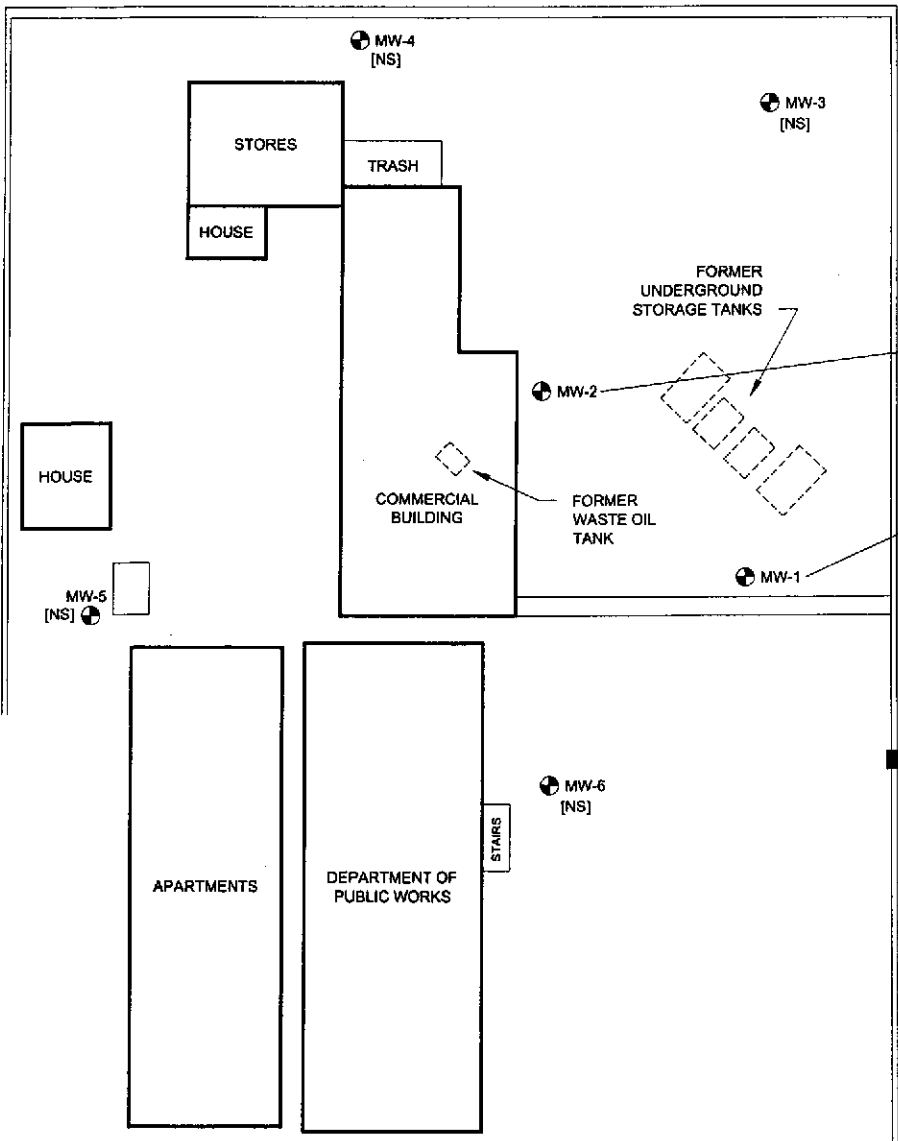 MW-4
[NS]
MW-3
[NS]
STORES
TRASH
HOUSE
FORMER
UNDERGROUND
STORAGE TANKS
MW-2
HOUSE
COMMERCIAL
BUILDING
FORMER
WASTE OIL
TANK
MW-1
MW-5
[NS]
MW-6
[NS]
STAIRS
APARTMENTS
DEPARTMENT OF
PUBLIC WORKS